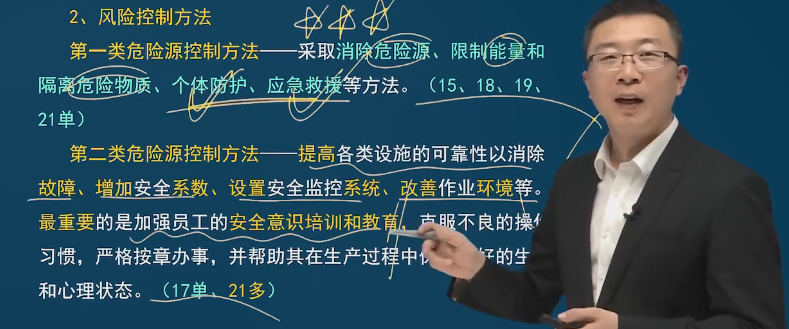 2、风险控制方法
第一类危险源控制方法——采取消除危险源、限制能量和
隔离危险物质、个体防护、应急救援等方法。（15、18、19、
21单）
第二类危险源控制方法——提高各类设施的可靠性以消除
故障、增加安全系数、设置安全监控系统、改善作业环境等。
最重要的是加强员工的安全意识培训和教育，克服不良的操作
习惯，严格按章办事，并帮助其在生产过程中保 好的生
和心理状态。（17单、21多）